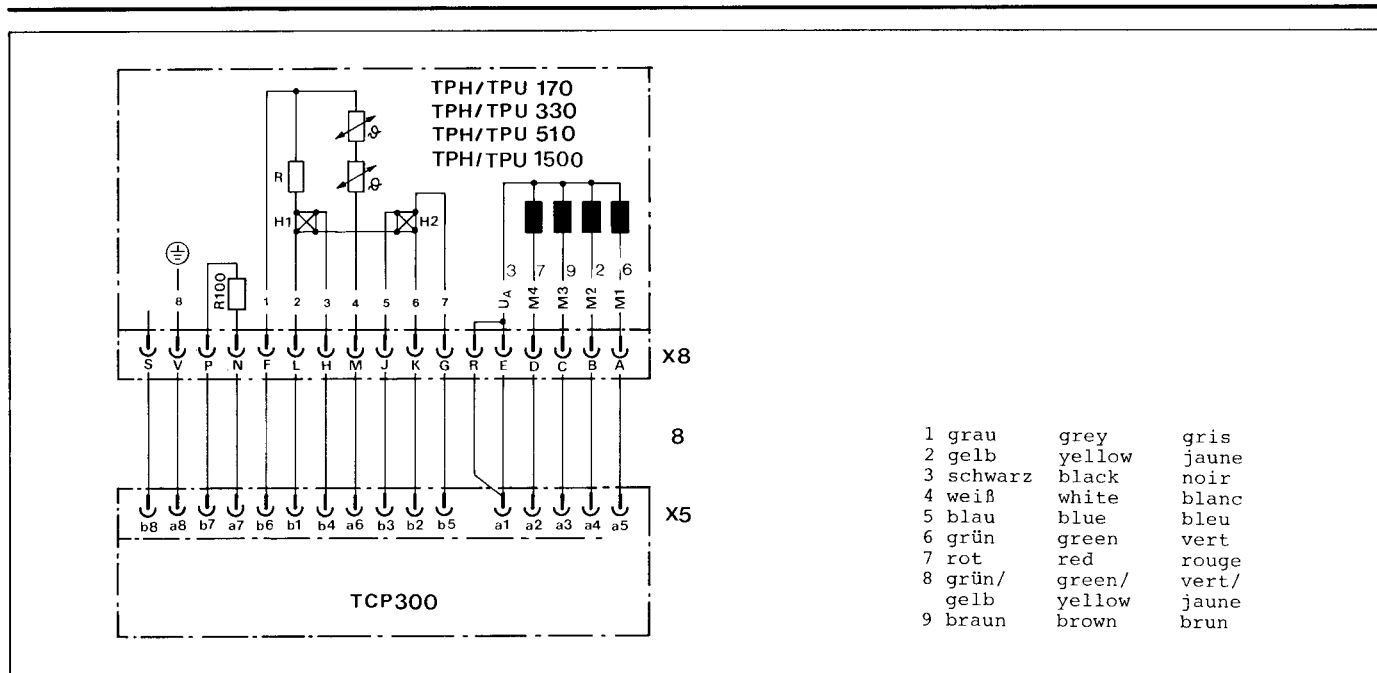 TPH/TPU 170
TPH/TPU 330
TPH/TPU 510
TPH/TPU 1500
ϑ
ϑ
R
H1
H2
R100
8
1 2 3 4 5 6 7
3 7 9 2 6
UA M4 M3 M2 M1
S V P N F L H M J K G R E D C B A
X8
8
b8 a8 b7 a7 b6 b1 b4 a6 b3 b2 b5 a1 a2 a3 a4 a5
X5
TCP300
1 grau grey gris
2 gelb yellow jaune
3 schwarz black noir
4 weiß white blanc
5 blau blue bleu
6 grün green vert
7 rot red rouge
8 grün/ green/ vert/
gelb yellow jaune
9 braun brown brun